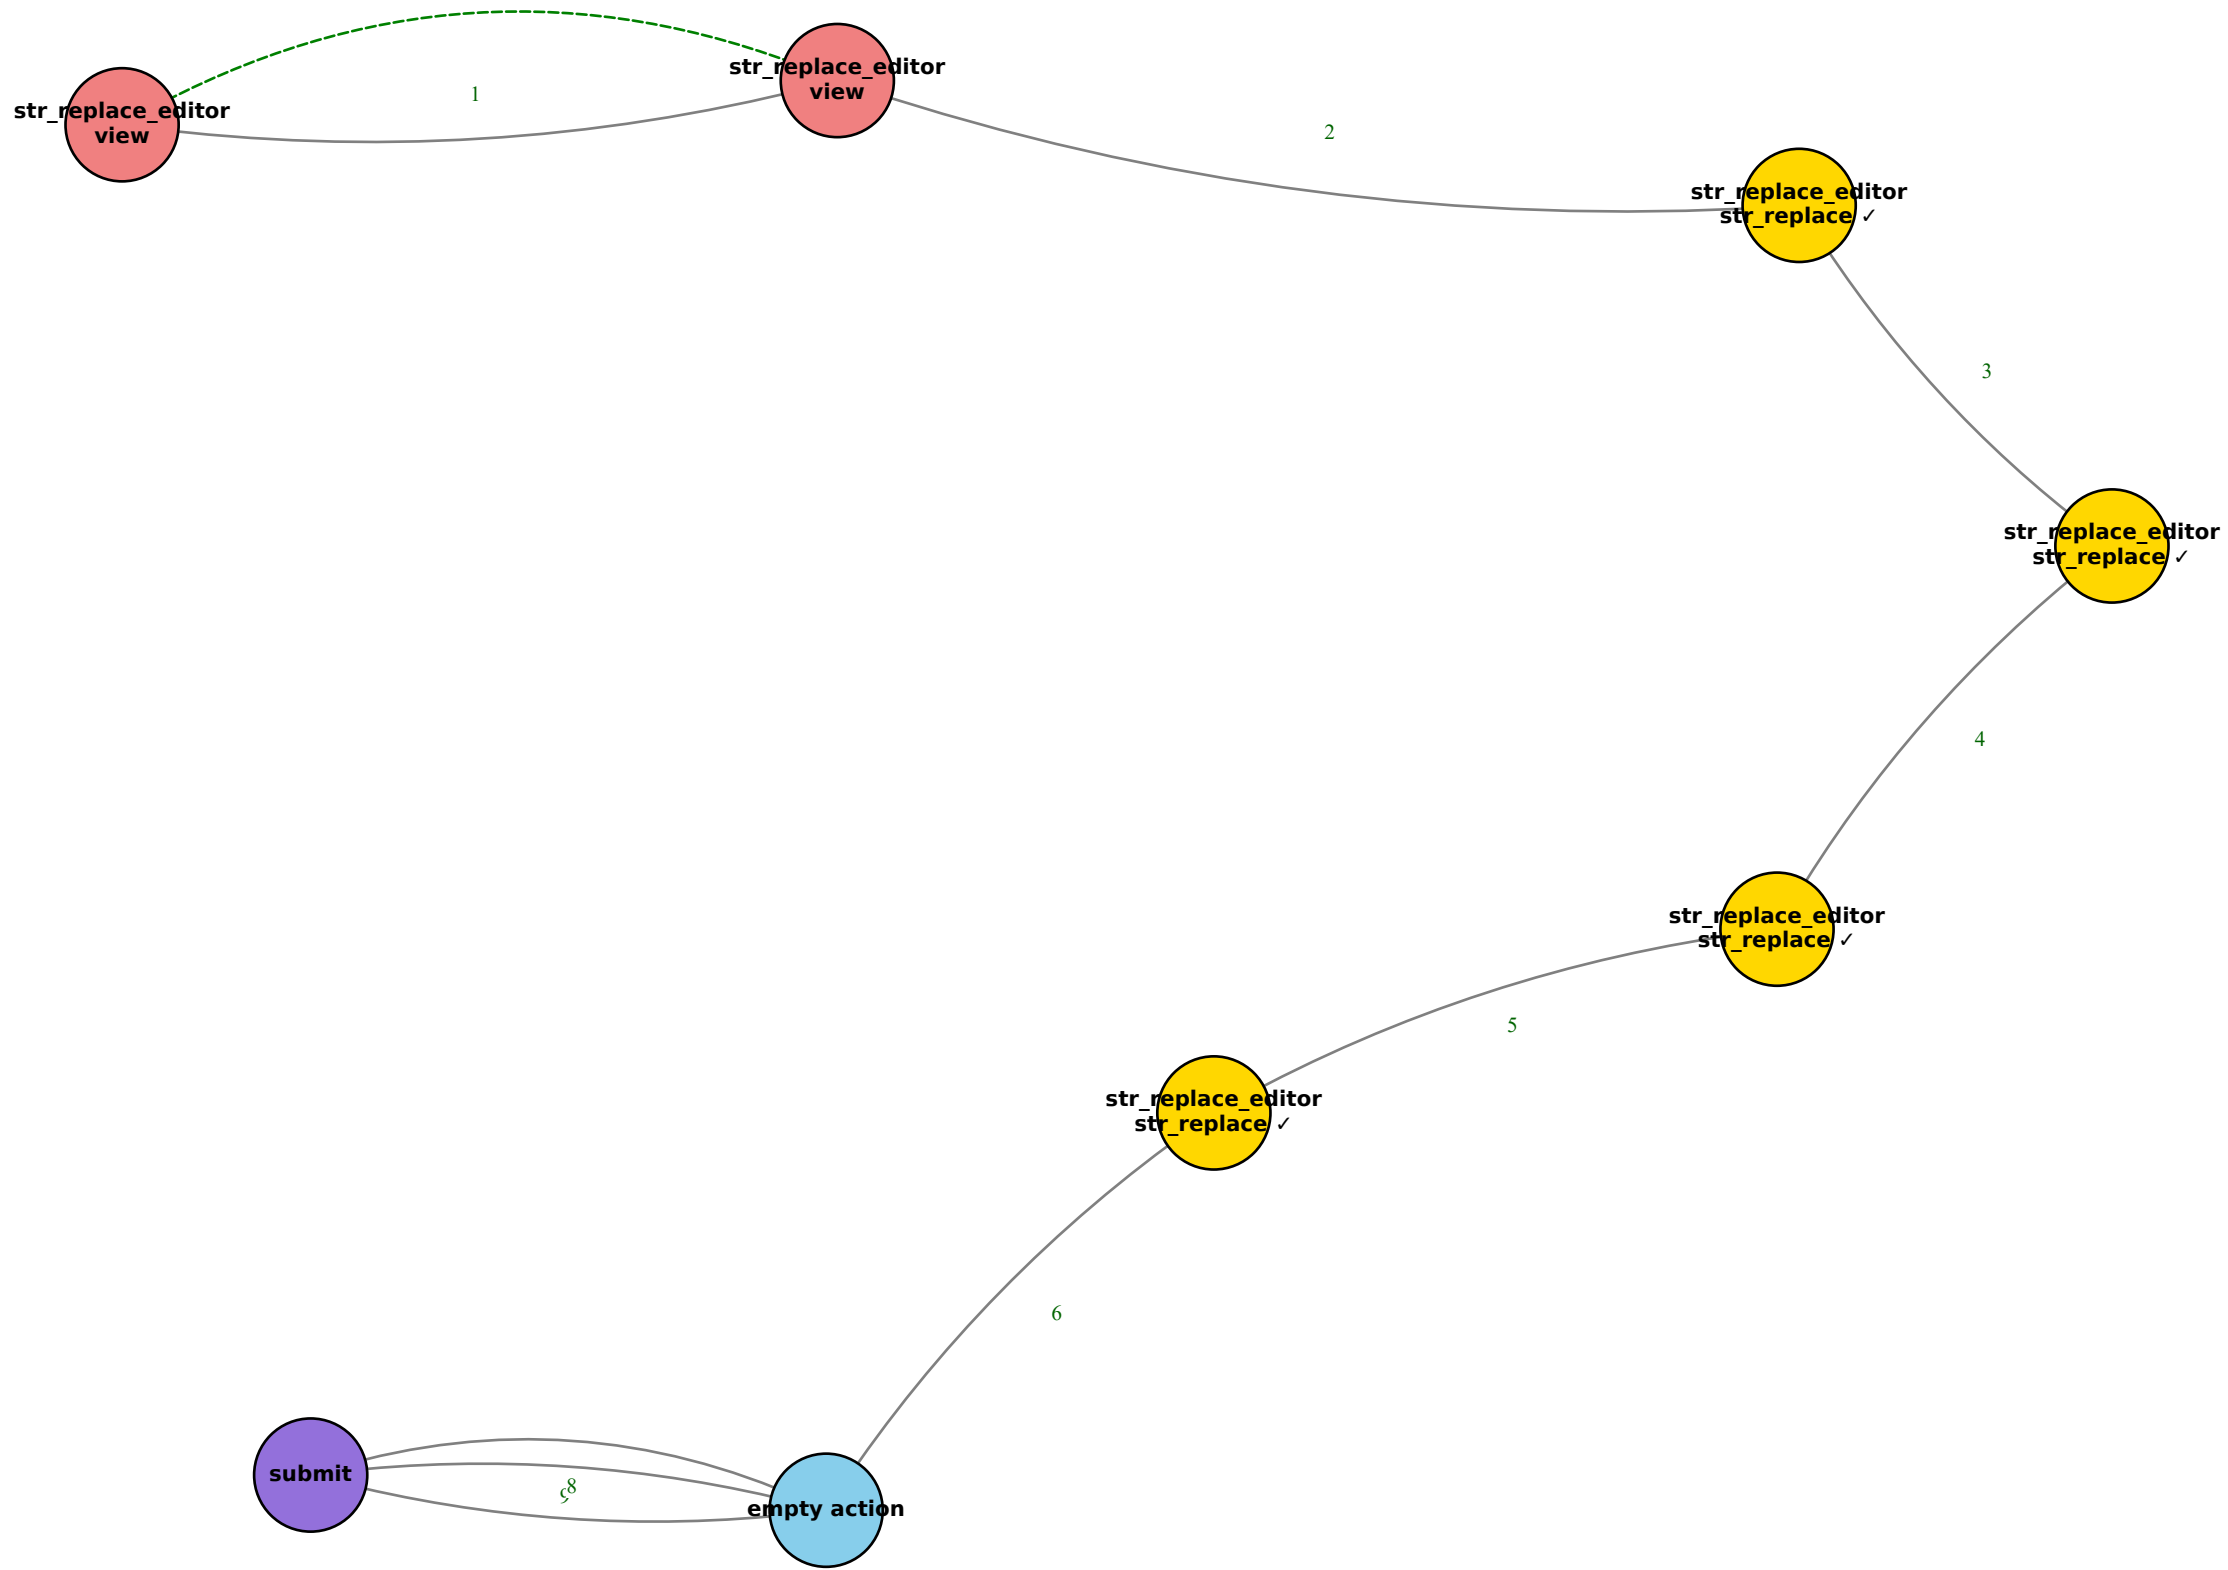 str_replace_editor
view
1
str_replace_editor
view
2
str_replace_editor
str_replace ✓
3
str_replace_editor
str_replace ✓
4
str_replace_editor
str_replace ✓
5
str_replace_editor
str_replace ✓
6
submit
8
empty action